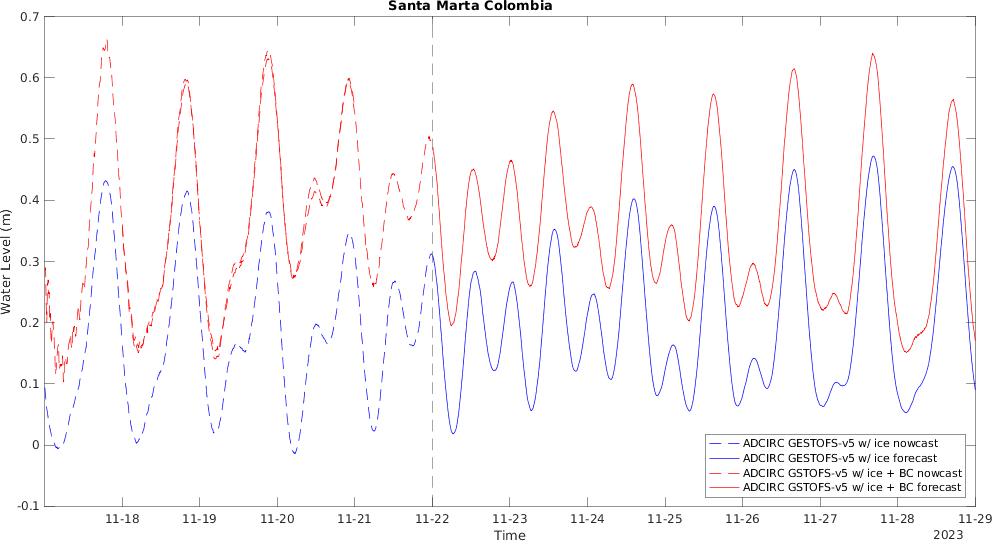 Santa Marta Colombia
0.7
0.6
0.5
0.4
0.3
0.2
0.1
0
-0.1
Water Level (m)
11-18 11-19 11-20 11-21 11-22 11-23 11-24 11-25 11-26 11-27 11-28 11-29
Time
2023
ADCIRC GESTOFS-v5 w/ ice nowcast
ADCIRC GESTOFS-v5 w/ ice forecast
ADCIRC GSTOFS-v5 w/ ice + BC nowcast
ADCIRC GSTOFS-v5 w/ ice + BC forecast